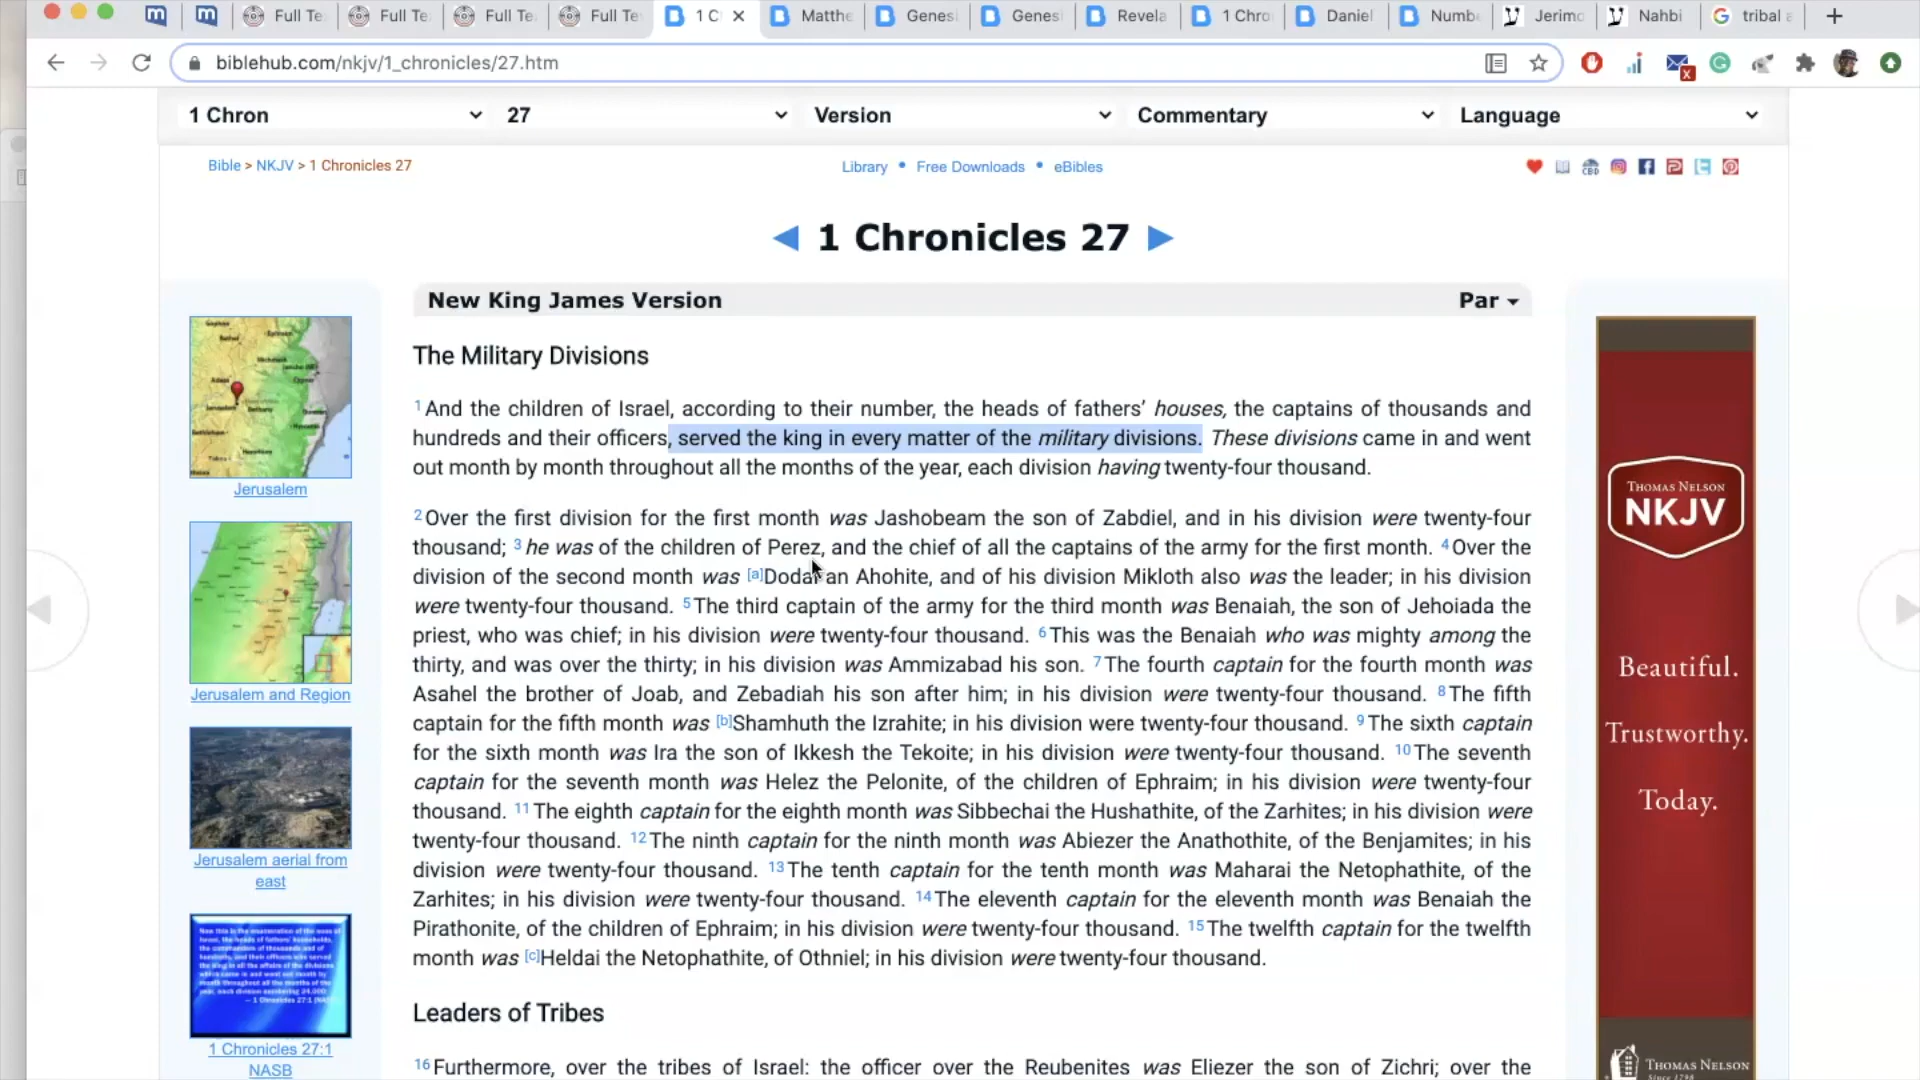 Full Te
Full Te
Full Te
Full Te
1 C
Matthe
Genesi
Genesi
Revela
1 Chro
Daniel
Numbe
Jerimo
Nahbi
tribal a
biblehub.com/nkjv/1_chronicles/27.htm
1 Chron
27
Version
Commentary
Language
Bible > NKJV > 1 Chronicles 27
Library • Free Downloads • eBibles
CBD
1 Chronicles 27
New King James Version
Par
The Military Divisions
1And the children of Israel, according to their number, the heads of fathers’ houses, the captains of thousands and
hundreds and their officers, served the king in every matter of the military divisions. These divisions came in and went
out month by month throughout all the months of the year, each division having twenty-four thousand.
2Over the first division for the first month was Jashobeam the son of Zabdiel, and in his division were twenty-four
thousand; 3he was of the children of Perez, and the chief of all the captains of the army for the first month. 4Over the
division of the second month was [a]Dodai an Ahohite, and of his division Mikloth also was the leader; in his division
were twenty-four thousand. 5The third captain of the army for the third month was Benaiah, the son of Jehoiada the
priest, who was chief; in his division were twenty-four thousand. 6This was the Benaiah who was mighty among the
thirty, and was over the thirty; in his division was Ammizabad his son. 7The fourth captain for the fourth month was
Asahel the brother of Joab, and Zebadiah his son after him; in his division were twenty-four thousand. 8The fifth
captain for the fifth month was [b]Shamhuth the Izrahite; in his division were twenty-four thousand. 9The sixth captain
for the sixth month was Ira the son of Ikkesh the Tekoite; in his division were twenty-four thousand. 10The seventh
captain for the seventh month was Helez the Pelonite, of the children of Ephraim; in his division were twenty-four
thousand. 11The eighth captain for the eighth month was Sibbechai the Hushathite, of the Zarhites; in his division were
twenty-four thousand. 12The ninth captain for the ninth month was Abiezer the Anathothite, of the Benjamites; in his
division were twenty-four thousand. 13The tenth captain for the tenth month was Maharai the Netophathite, of the
Zarhites; in his division were twenty-four thousand. 14The eleventh captain for the eleventh month was Benaiah the
Pirathonite, of the children of Ephraim; in his division were twenty-four thousand. 15The twelfth captain for the twelfth
month was [c]Heldai the Netophathite, of Othniel; in his division were twenty-four thousand.
Leaders of Tribes
16Furthermore, over the tribes of Israel: the officer over the Reubenites was Eliezer the son of Zichri; over the
Jerusalem
Jerusalem and Region
Jerusalem aerial from
east
1 Chronicles 27:1
NASB
THOMAS NELSON
NKJV
Beautiful.
Trustworthy.
Today.
THOMAS NELSON
Since 1798